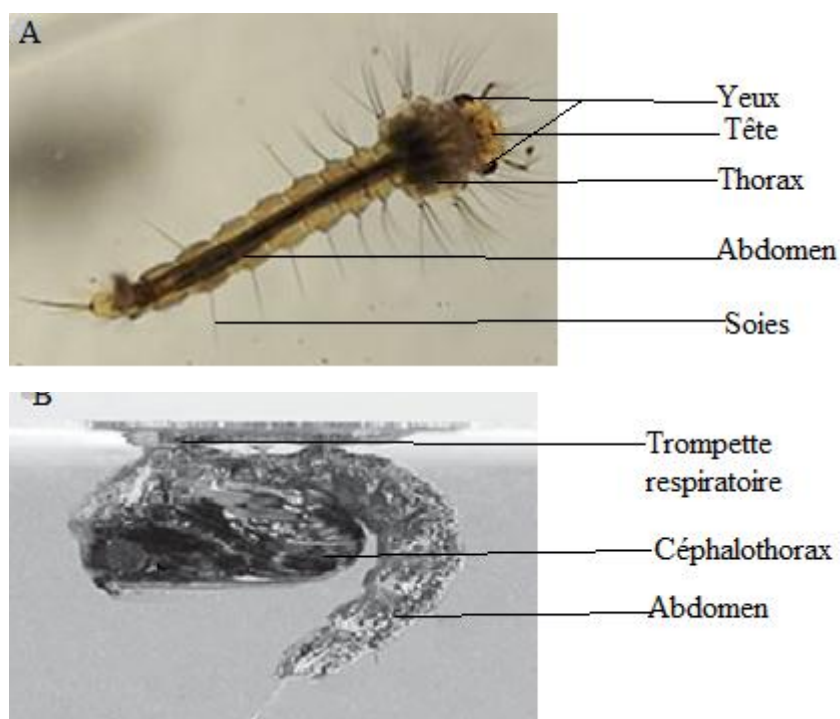 A
Yeux
Tête
Thorax
Abdomen
Soies
B
Trompette
respiratoire
Céphalothorax
Abdomen